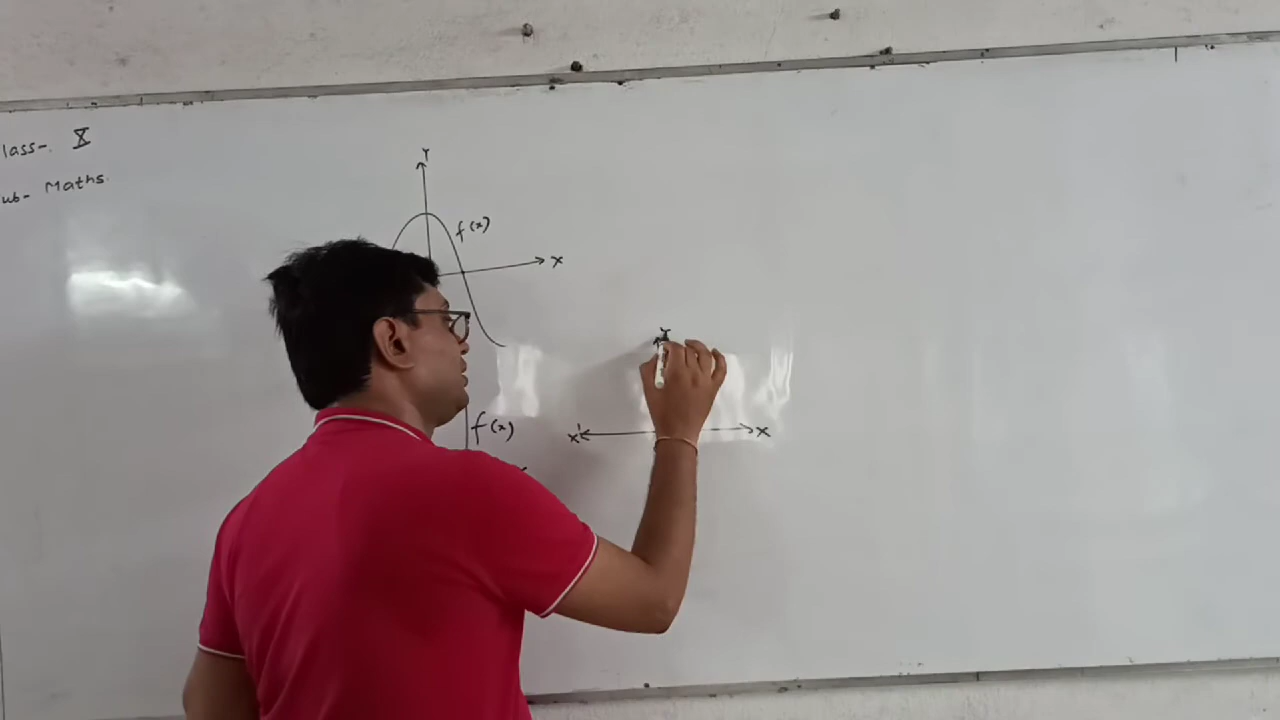 lass-. X
ub- Maths.
Y
f(x)
X
f(x)
Y
X'
X